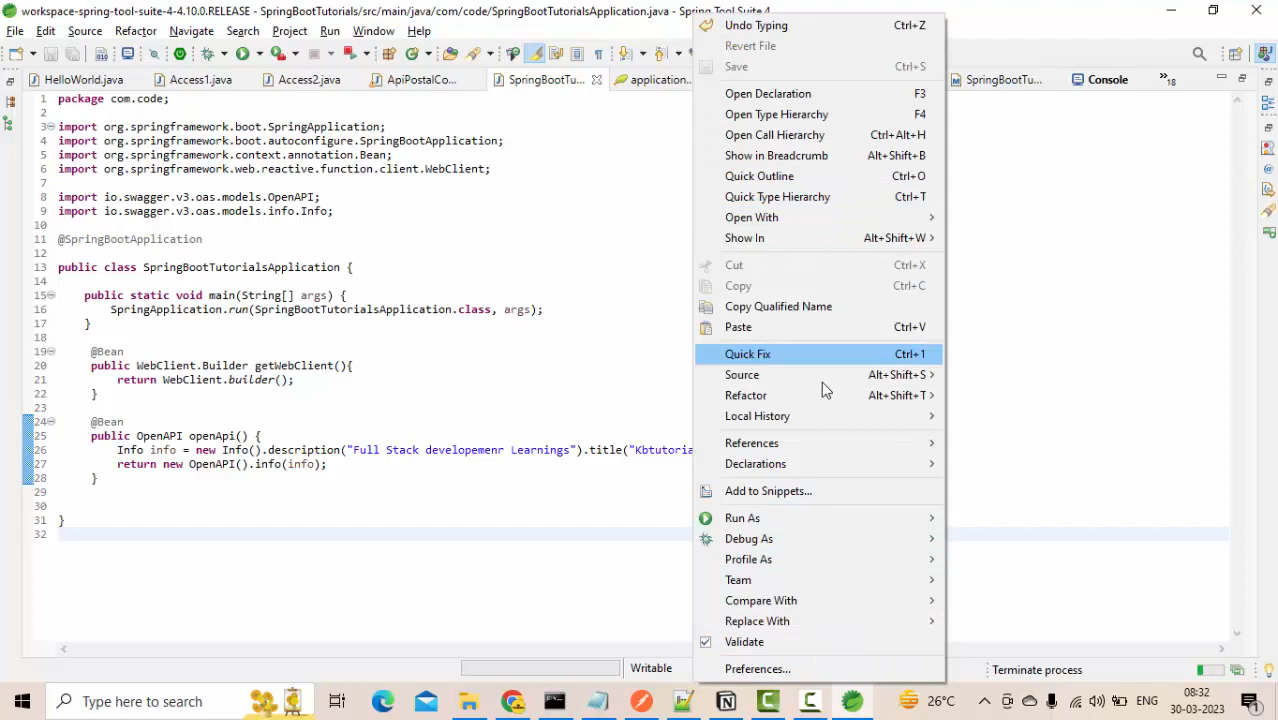 workspace-spring-tool-suite-4-4.10.0.RELEASE - SpringBootTutorials/src/main/java/com/code/SpringBootTutorialsApplication.java - Spring Tool Suite 4
File Edit Source Refactor Navigate Search Project Run Window Help
HelloWorld.java Access1.java Access2.java ApiPostalCo... SpringBootTu... application. SpringBootTu... Console »18
1 package com.code;
2
3 import org.springframework.boot.SpringApplication;
4 import org.springframework.boot.autoconfigure.SpringBootApplication;
5 import org.springframework.context.annotation.Bean;
6 import org.springframework.web.reactive.function.client.WebClient;
7
8 import io.swagger.v3.oas.models.OpenAPI;
9 import io.swagger.v3.oas.models.info.Info;
10
11 @SpringBootApplication
12
13 public class SpringBootTutorialsApplication {
14
15 public static void main(String[] args) {
16 SpringApplication.run(SpringBootTutorialsApplication.class, args);
17 }
18
19 @Bean
20 public WebClient.Builder getWebClient(){
21 return WebClient.builder();
22 }
23
24 @Bean
25 public OpenAPI openApi() {
26 Info info = new Info().description("Full Stack developemenr Learnings").title("Kbtutoria
27 return new OpenAPI().info(info);
28 }
29
30
31 }
32
Undo Typing Ctrl+Z
Revert File
Save Ctrl+S
Open Declaration F3
Open Type Hierarchy F4
Open Call Hierarchy Ctrl+Alt+H
Show in Breadcrumb Alt+Shift+B
Quick Outline Ctrl+O
Quick Type Hierarchy Ctrl+T
Open With >
Show In Alt+Shift+W >
Cut Ctrl+X
Copy Ctrl+C
Copy Qualified Name
Paste Ctrl+V
Quick Fix Ctrl+1
Source Alt+Shift+S >
Refactor Alt+Shift+T >
Local History >
References >
Declarations >
Add to Snippets...
Run As >
Debug As >
Profile As >
Team >
Compare With >
Replace With >
Validate
Preferences...
Writable
Terminate process
Type here to search
26°C ENG 08:32
30-03-2023